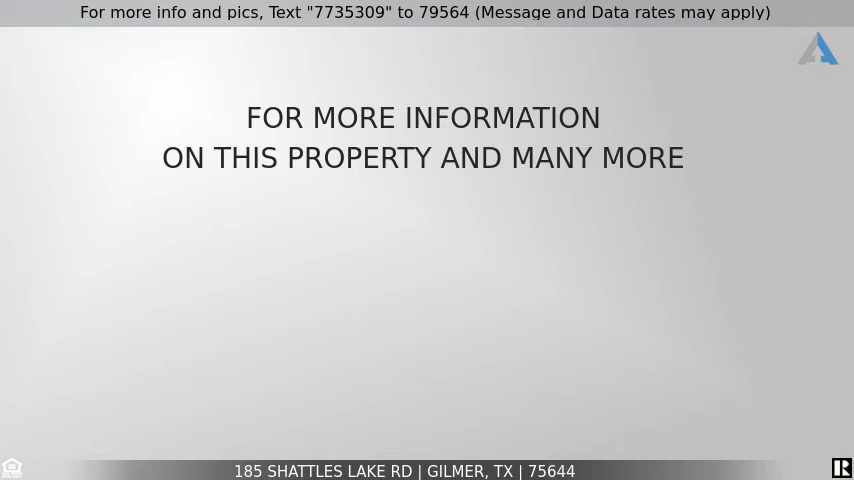 For more info and pics, Text "7735309" to 79564 (Message and Data rates may apply)
FOR MORE INFORMATION
ON THIS PROPERTY AND MANY MORE
185 SHATTLES LAKE RD | GILMER, TX | 75644